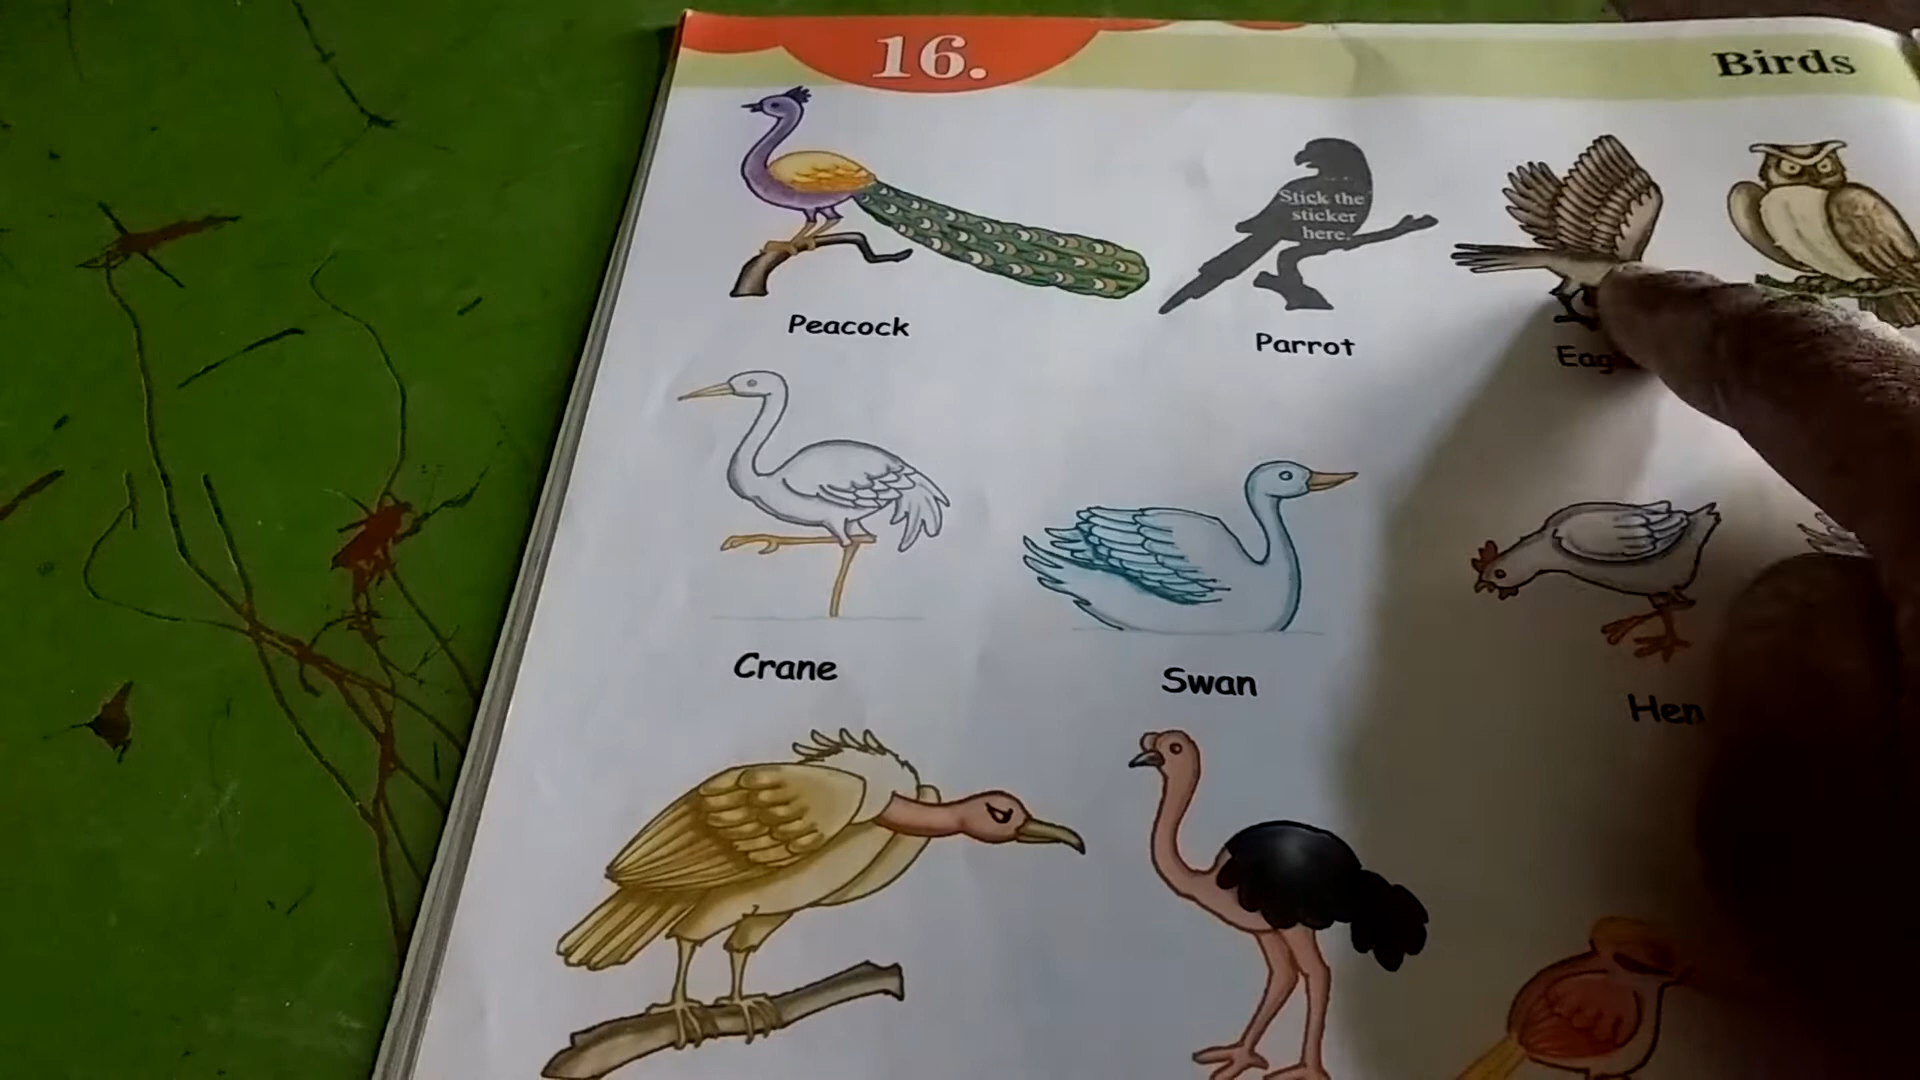 16.
Birds
Stick the
sticker
here.
Peacock
Parrot
Crane
Swan
Hen